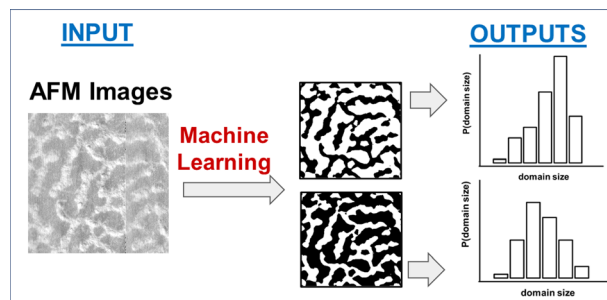 INPUT
OUTPUTS
AFM Images
Machine
Learning
P(domain size)
domain size
P(domain size)
domain size